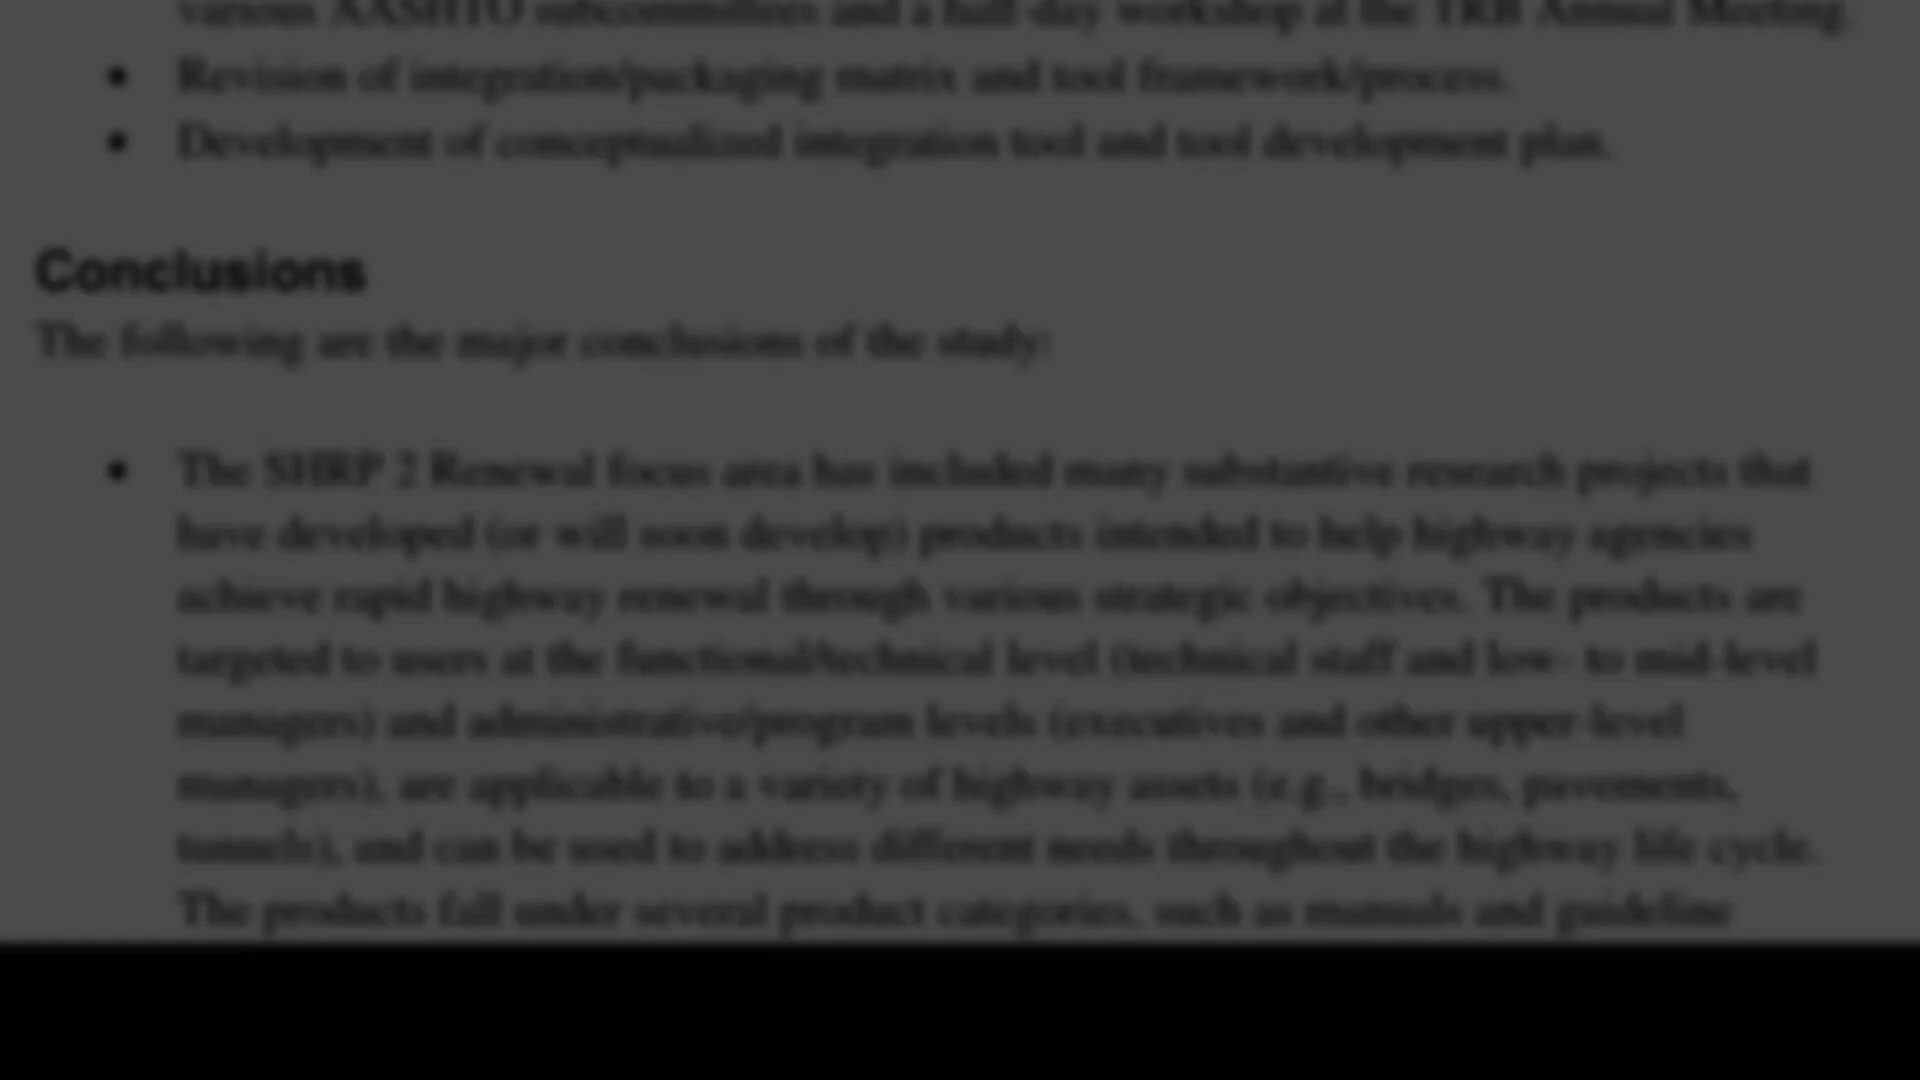 various AASHTO subcommittees and a half-day workshop at the TRB Annual Meeting.
• Revision of integration/packaging matrix and tool framework/process.
• Development of conceptualized integration tool and tool development plan.
Conclusions
The following are the major conclusions of the study:
• The SHRP 2 Renewal focus area has included many substantive research projects that
have developed (or will soon develop) products intended to help highway agencies
achieve rapid highway renewal through various strategic objectives. The products are
targeted to users at the functional/technical level (technical staff and low- to mid-level
managers) and administrative/program levels (executives and other upper-level
managers), are applicable to a variety of highway assets (e.g., bridges, pavements,
tunnels), and can be used to address different needs throughout the highway life cycle.
The products fall under several product categories, such as manuals and guideline